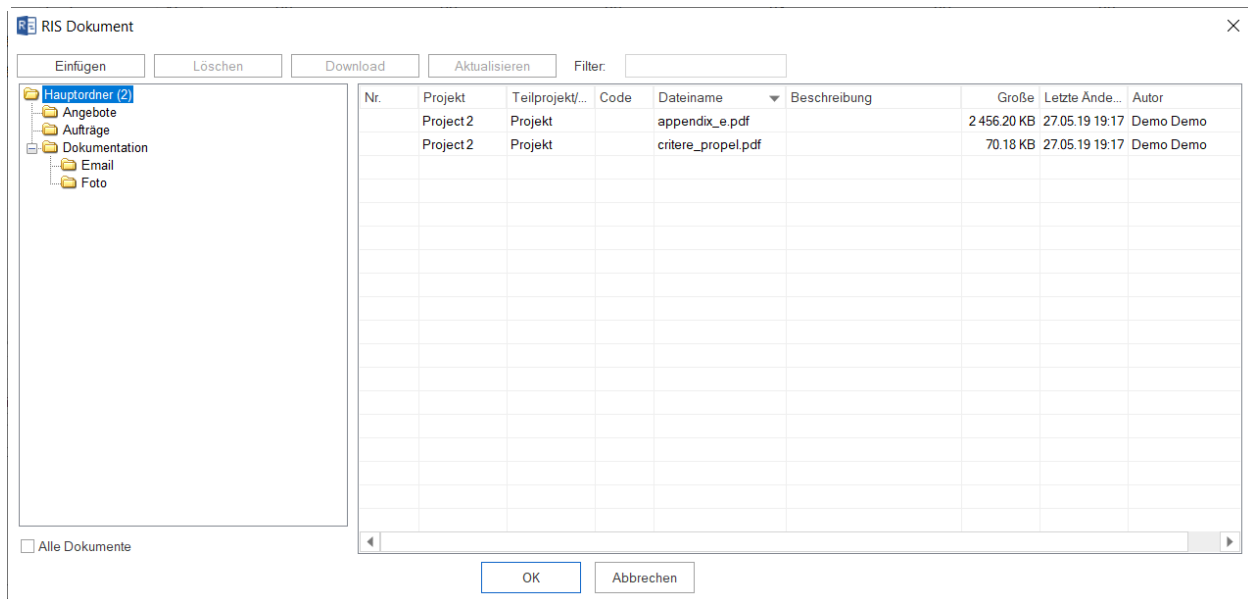 RIS Dokument
Einfügen Löschen Download Aktualisieren Filter:
Hauptordner (2)
Angebote
Aufträge
Dokumentation
Email
Foto
Nr. Projekt Teilprojekt/... Code Dateiname Beschreibung Große Letzte Ände... Autor
Project 2 Projekt appendix_e.pdf 2 456.20 KB 27.05.19 19:17 Demo Demo
Project 2 Projekt critere_propel.pdf 70.18 KB 27.05.19 19:17 Demo Demo
Alle Dokumente
OK Abbrechen